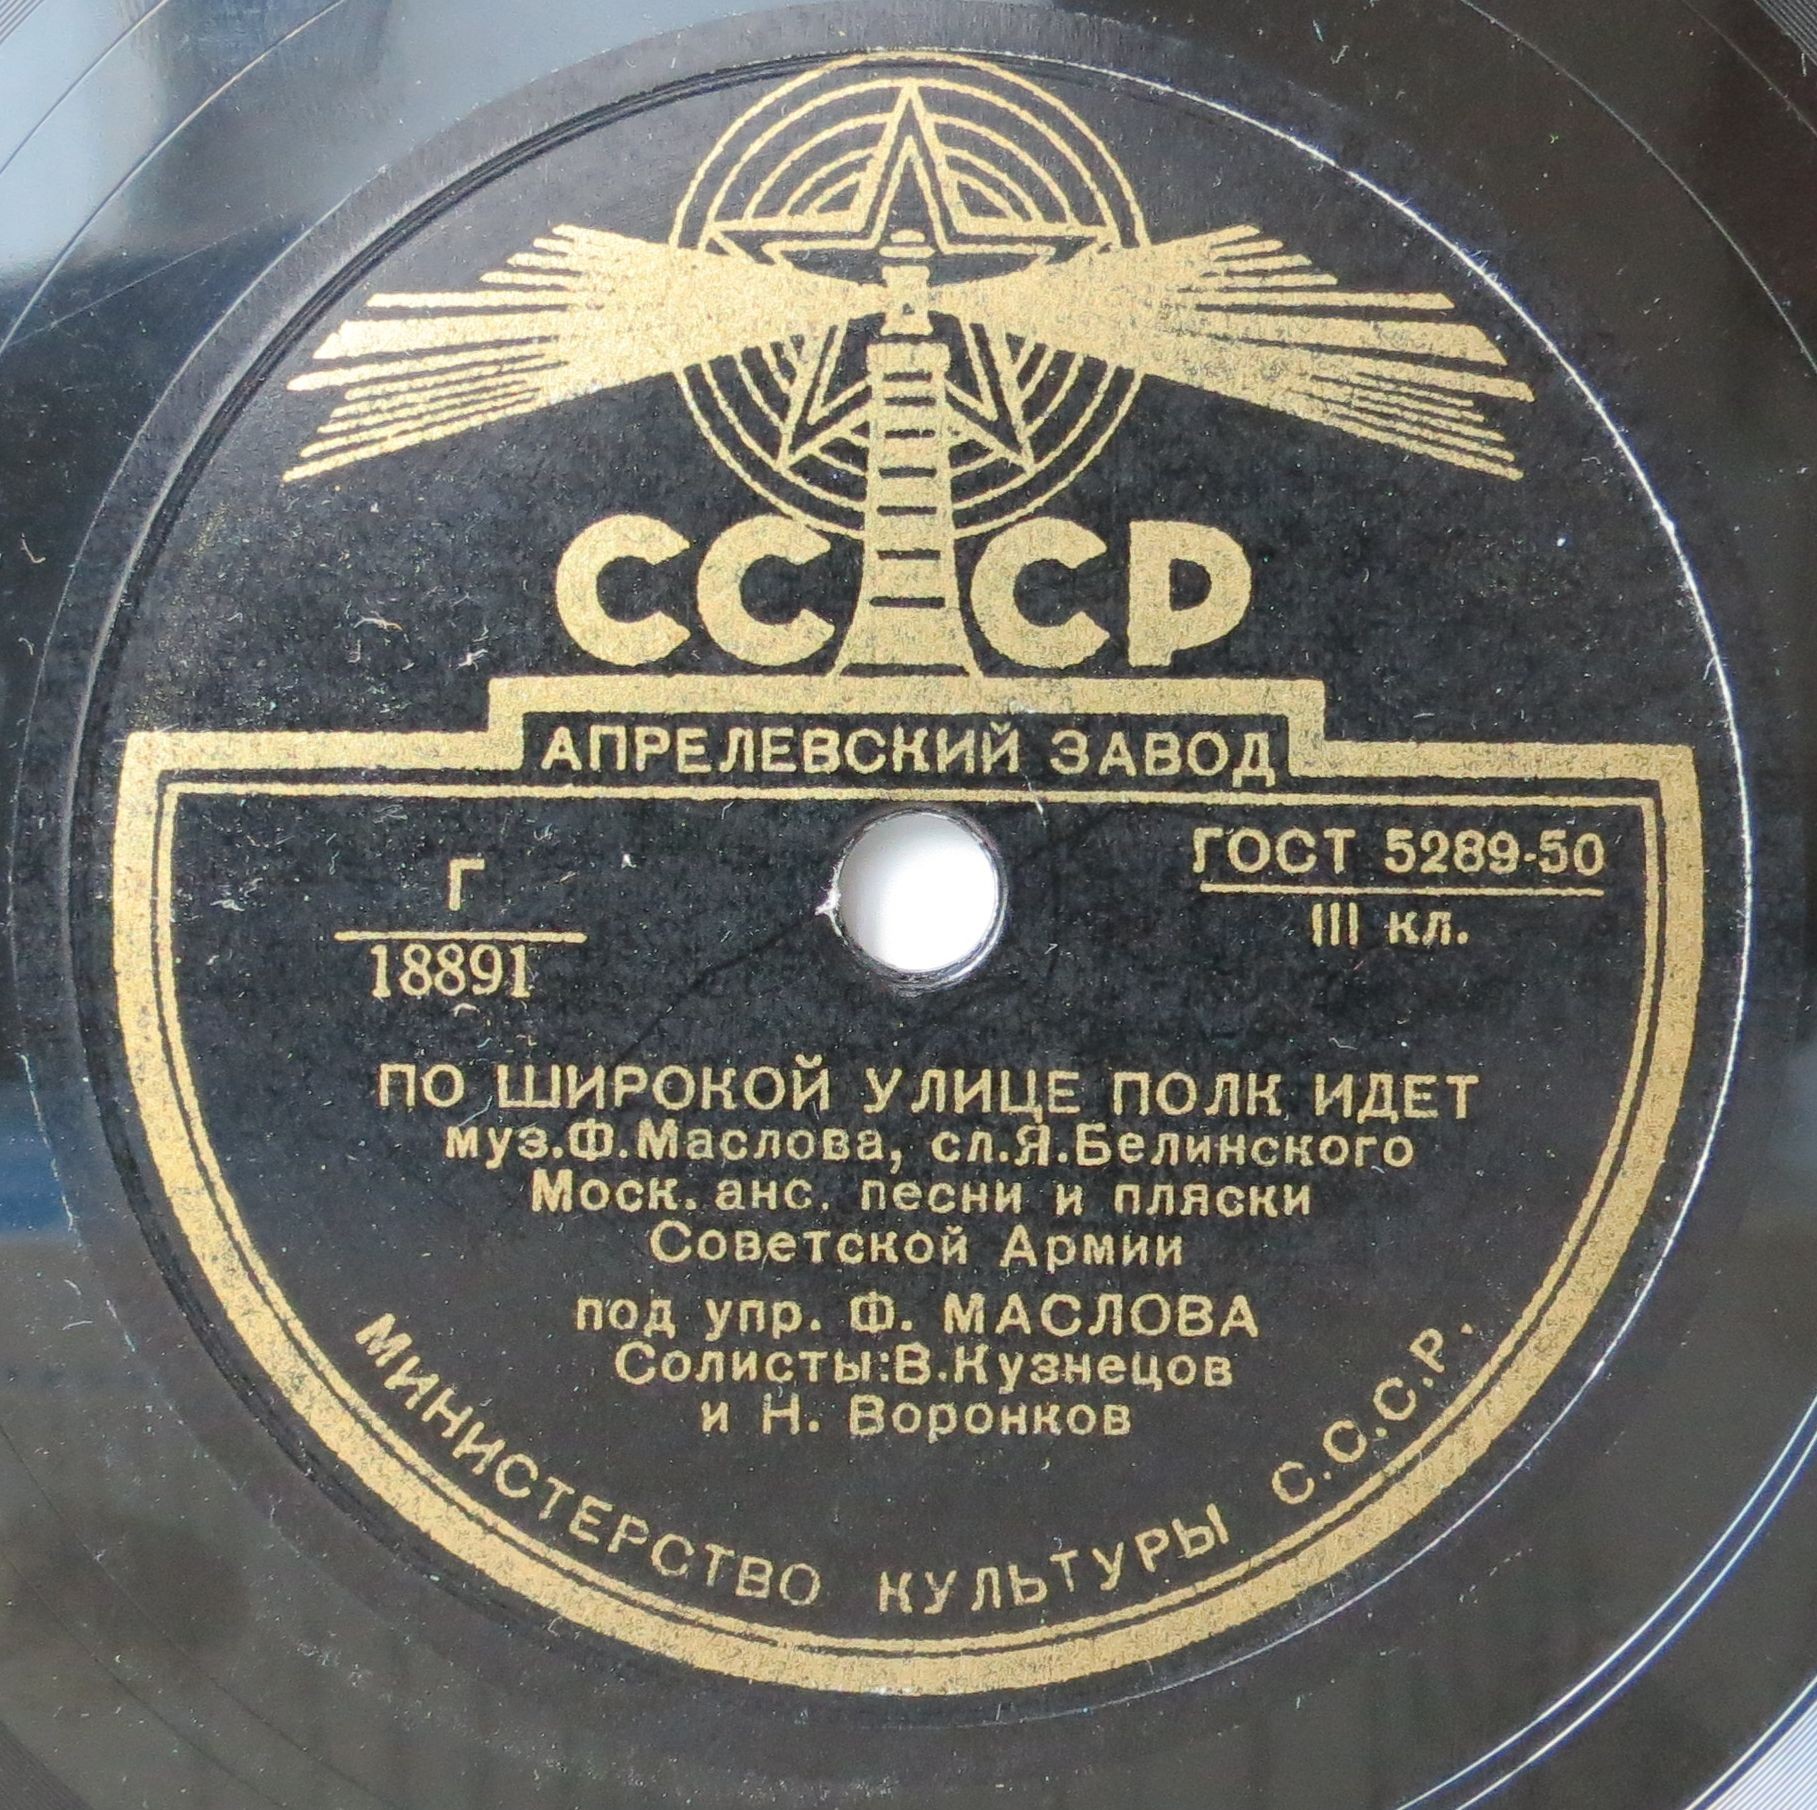 СССР
АПРЕЛЕВСКИЙ ЗАВОД
Г
18891
ГОСТ 5289-50
III кл.
ПО ШИРОКОЙ УЛИЦЕ ПОЛК ИДЕТ
муз.Ф.Маслова, сл.Я.Белинского
Моск. анс. песни и пляски
Советской Армии
под упр. Ф. МАСЛОВА
Солисты:В.Кузнецов
и Н. Воронков
МИНИСТЕРСТВО КУЛЬТУРЫ С.С.С.Р.